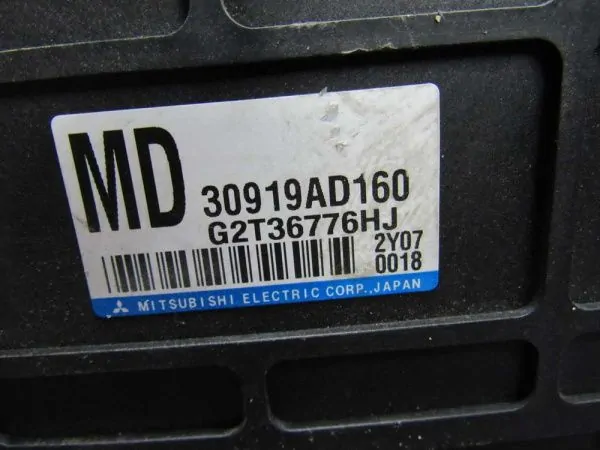 MD 30919AD160
G2T36776HJ
2Y07
0018
MITSUBISHI ELECTRIC CORP., JAPAN